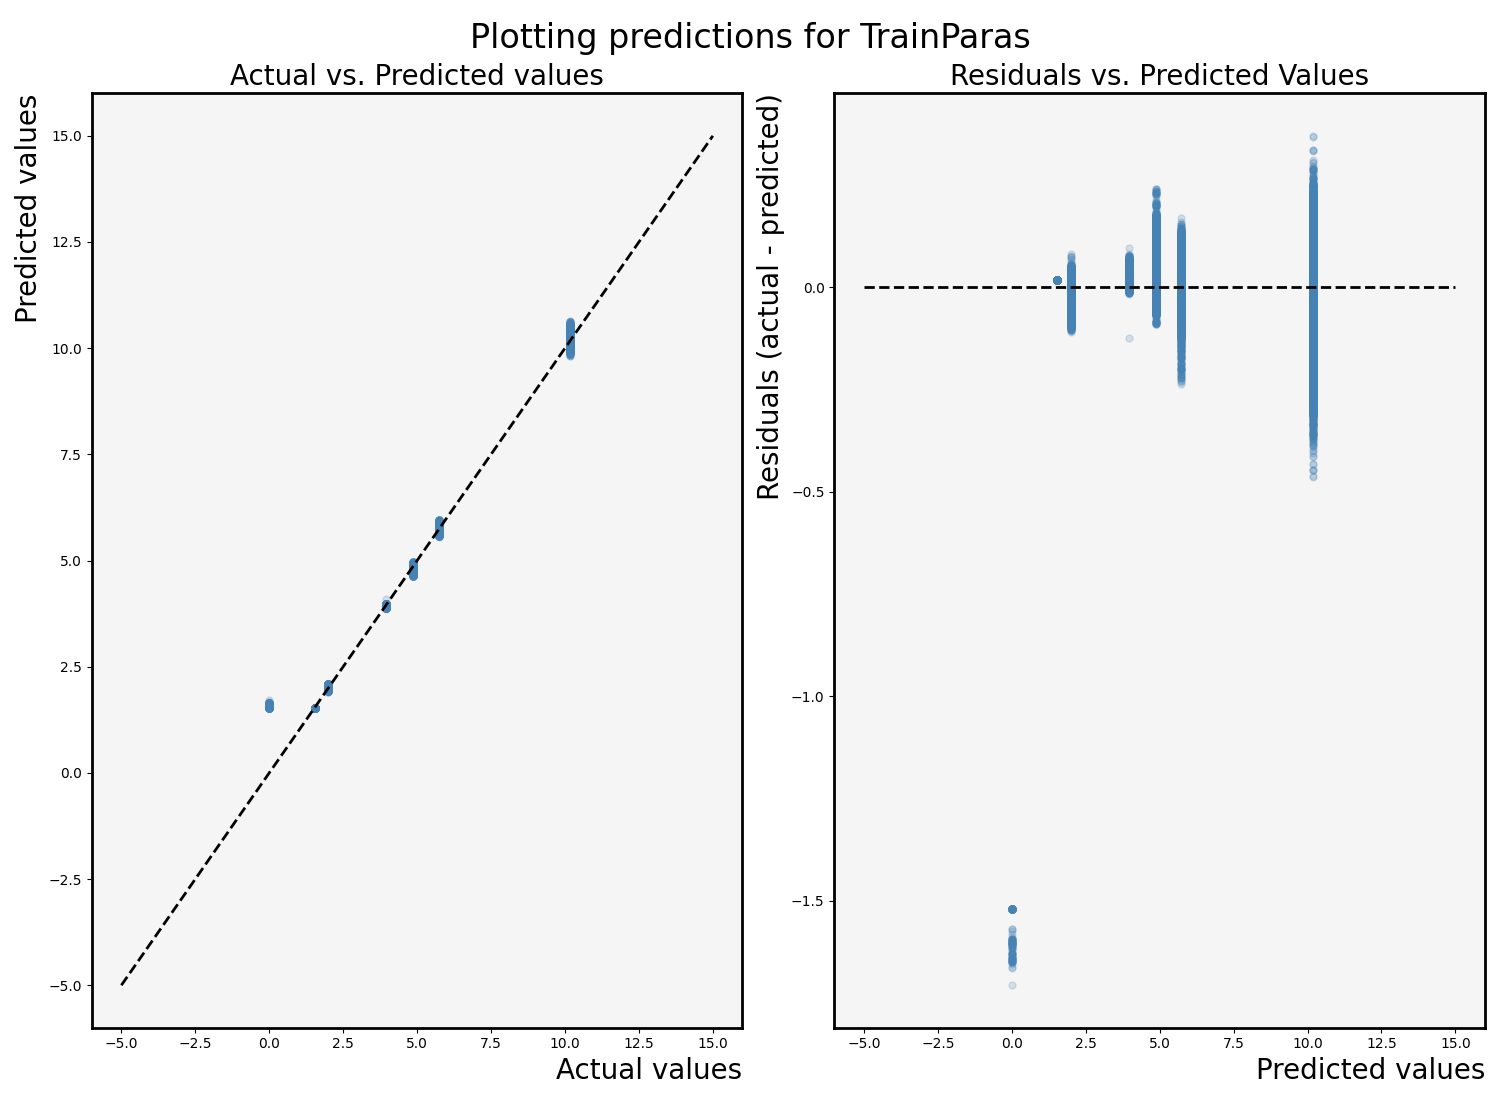 Plotting predictions for TrainParas
Actual vs. Predicted values
Predicted values
15.0
12.5
10.0
7.5
5.0
2.5
0.0
−2.5
−5.0
−5.0 −2.5 0.0 2.5 5.0 7.5 10.0 12.5 15.0
Actual values
Residuals vs. Predicted Values
Residuals (actual - predicted)
0.0
−0.5
−1.0
−1.5
−5.0 −2.5 0.0 2.5 5.0 7.5 10.0 12.5 15.0
Predicted values